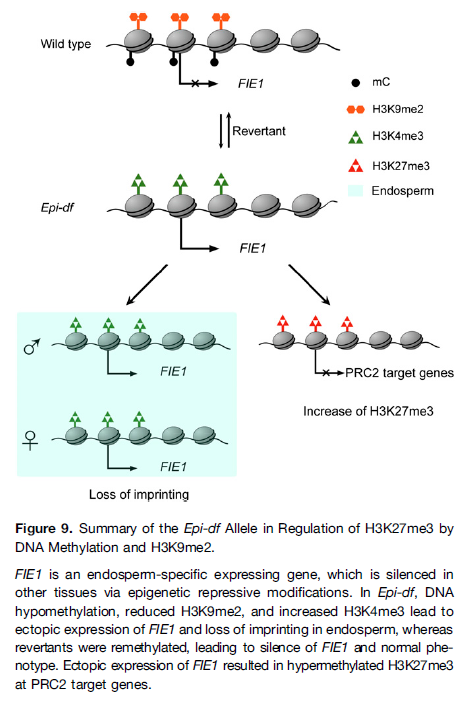 Wild type
FIE1
mC
H3K9me2
H3K4me3
H3K27me3
Endosperm
Revertant
Epi-df
FIE1
♂
FIE1
PRC2 target genes
Increase of H3K27me3
♀
FIE1
Loss of imprinting
Figure 9. Summary of the Epi-df Allele in Regulation of H3K27me3 by
DNA Methylation and H3K9me2.
FIE1 is an endosperm-specific expressing gene, which is silenced in
other tissues via epigenetic repressive modifications. In Epi-df, DNA
hypomethylation, reduced H3K9me2, and increased H3K4me3 lead to
ectopic expression of FIE1 and loss of imprinting in endosperm, whereas
revertants were remethylated, leading to silence of FIE1 and normal phe-
notype. Ectopic expression of FIE1 resulted in hypermethylated H3K27me3
at PRC2 target genes.